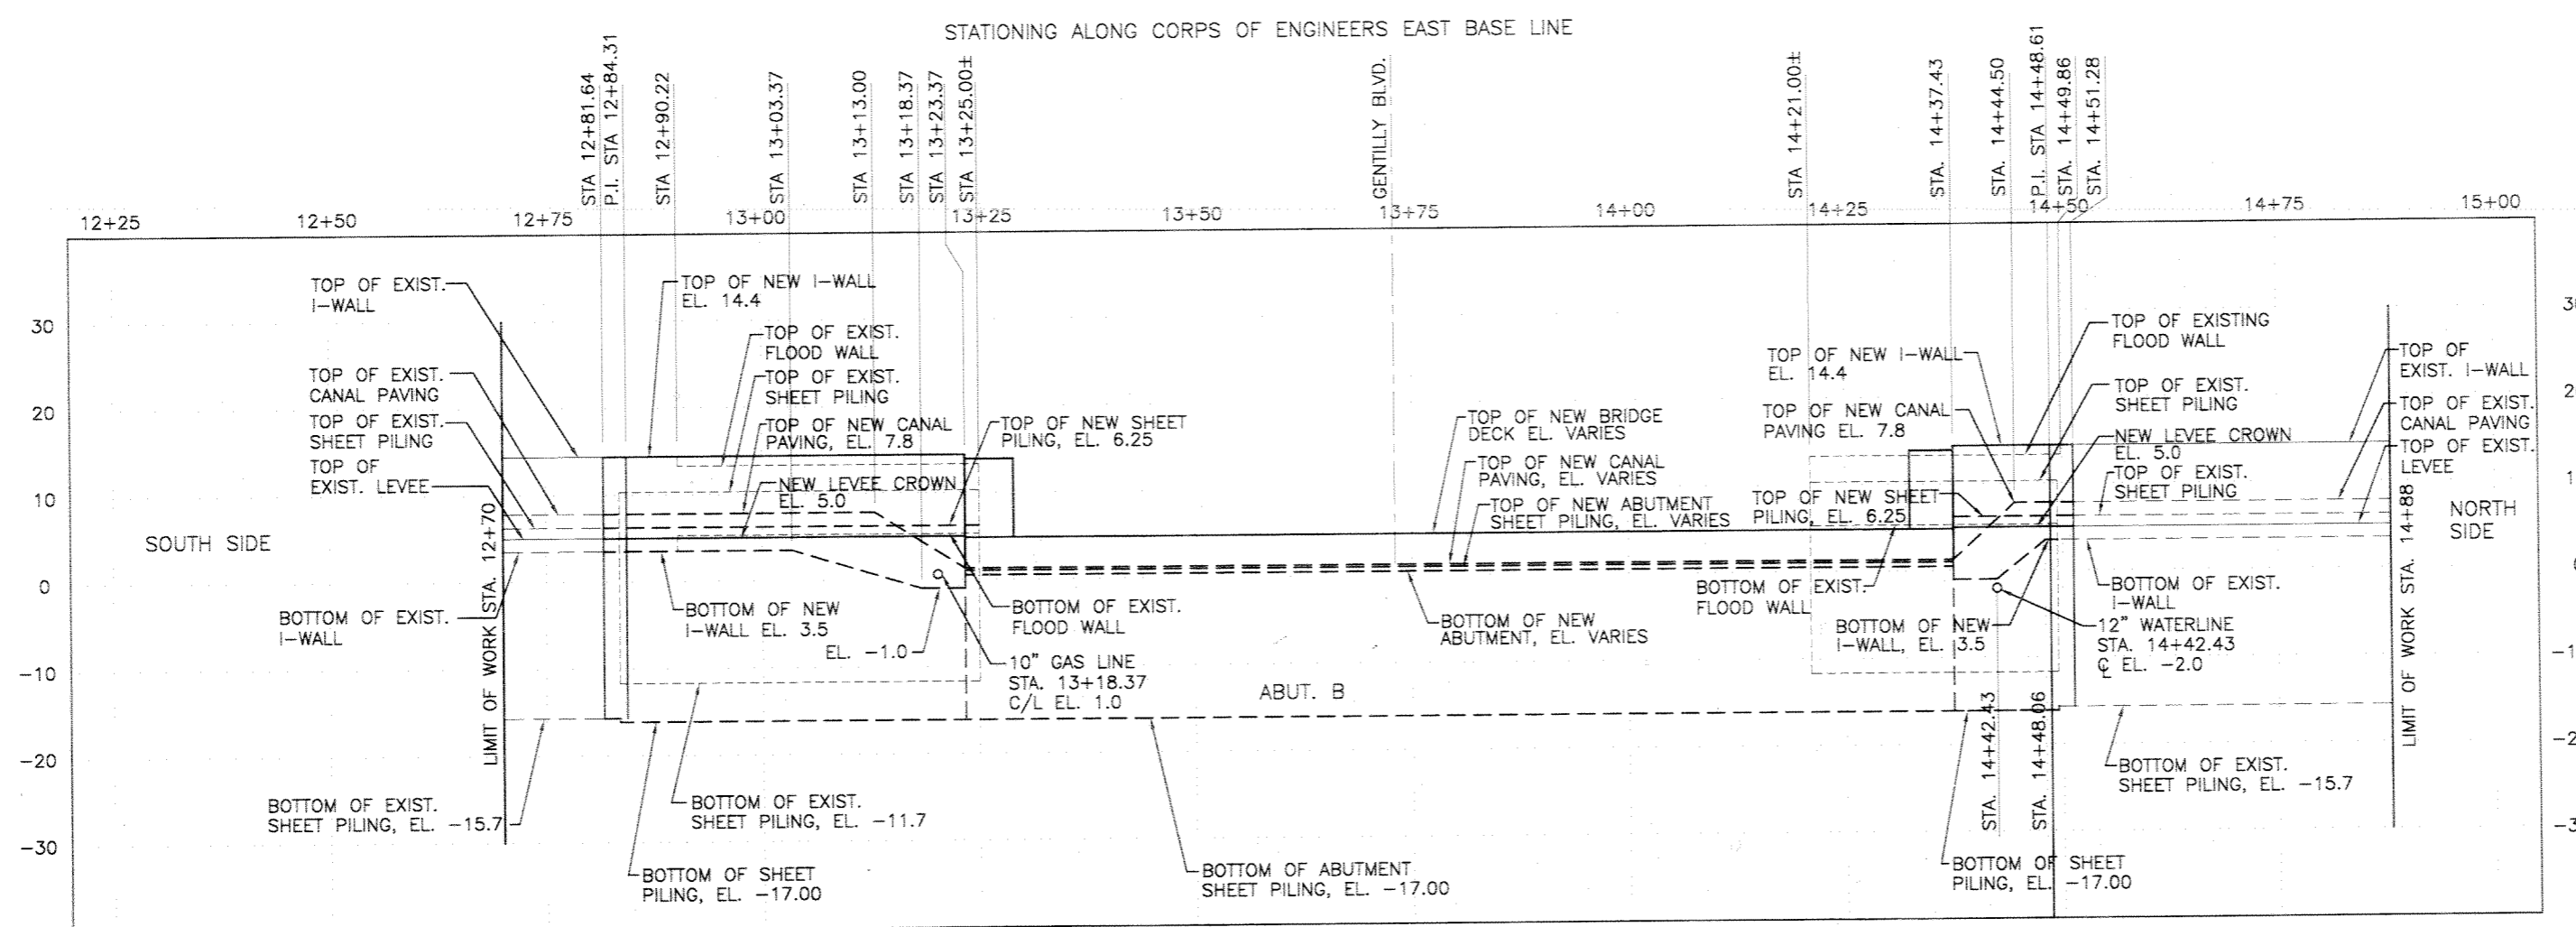 STATIONING ALONG CORPS OF ENGINEERS EAST BASE LINE
STA 12+81.64
P.I. STA 12+84.31
STA 12+90.22
STA 13+03.37
STA 13+13.00
STA 13+18.37
STA 13+23.37
STA 13+25.00±
GENTILLY BLVD.
STA 14+21.00±
STA. 14+37.43
STA. 14+44.50
P.I. STA 14+48.61
STA. 14+49.86
STA. 14+51.28
12+25 12+50 12+75 13+00 13+25 13+50 13+75 14+00 14+25 14+50 14+75 15+00
30
20
10
0
-10
-20
-30
SOUTH SIDE
LIMIT OF WORK STA. 12+70
TOP OF EXIST.
I-WALL
TOP OF EXIST.
CANAL PAVING
TOP OF EXIST.
SHEET PILING
TOP OF
EXIST. LEVEE
BOTTOM OF EXIST.
I-WALL
BOTTOM OF EXIST.
SHEET PILING, EL. -15.7
TOP OF NEW I-WALL
EL. 14.4
TOP OF EXIST.
FLOOD WALL
TOP OF EXIST.
SHEET PILING
TOP OF NEW CANAL
PAVING, EL. 7.8
NEW LEVEE CROWN
EL. 5.0
TOP OF NEW SHEET
PILING, EL. 6.25
BOTTOM OF NEW
I-WALL EL. 3.5
EL. -1.0
BOTTOM OF EXIST.
FLOOD WALL
10" GAS LINE
STA. 13+18.37
C/L EL. 1.0
BOTTOM OF EXIST.
SHEET PILING, EL. -11.7
BOTTOM OF SHEET
PILING, EL. -17.00
ABUT. B
BOTTOM OF ABUTMENT
SHEET PILING, EL. -17.00
TOP OF NEW BRIDGE
DECK EL. VARIES
TOP OF NEW CANAL
PAVING, EL. VARIES
TOP OF NEW ABUTMENT
SHEET PILING, EL. VARIES
BOTTOM OF NEW
ABUTMENT, EL. VARIES
TOP OF NEW I-WALL
EL. 14.4
TOP OF NEW CANAL
PAVING EL. 7.8
TOP OF NEW SHEET
PILING, EL. 6.25
BOTTOM OF EXIST.
FLOOD WALL
BOTTOM OF NEW
I-WALL, EL. 3.5
TOP OF EXISTING
FLOOD WALL
TOP OF EXIST.
SHEET PILING
NEW LEVEE CROWN
EL. 5.0
TOP OF EXIST.
SHEET PILING
BOTTOM OF EXIST.
I-WALL
12" WATERLINE
STA. 14+42.43
℄ EL. -2.0
STA. 14+42.43
STA. 14+48.06
BOTTOM OF EXIST.
SHEET PILING, EL. -15.7
BOTTOM OF SHEET
PILING, EL. -17.00
TOP OF
EXIST. I-WALL
TOP OF EXIST.
CANAL PAVING
TOP OF EXIST.
LEVEE
LIMIT OF WORK STA. 14+88
NORTH
SIDE